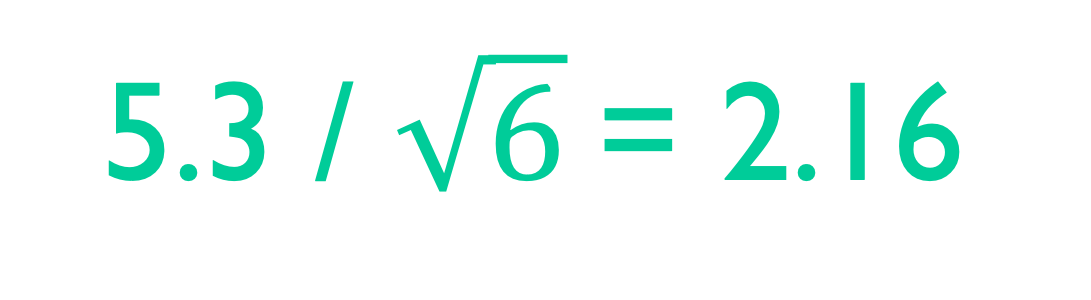 5.3 / √6 = 2.16